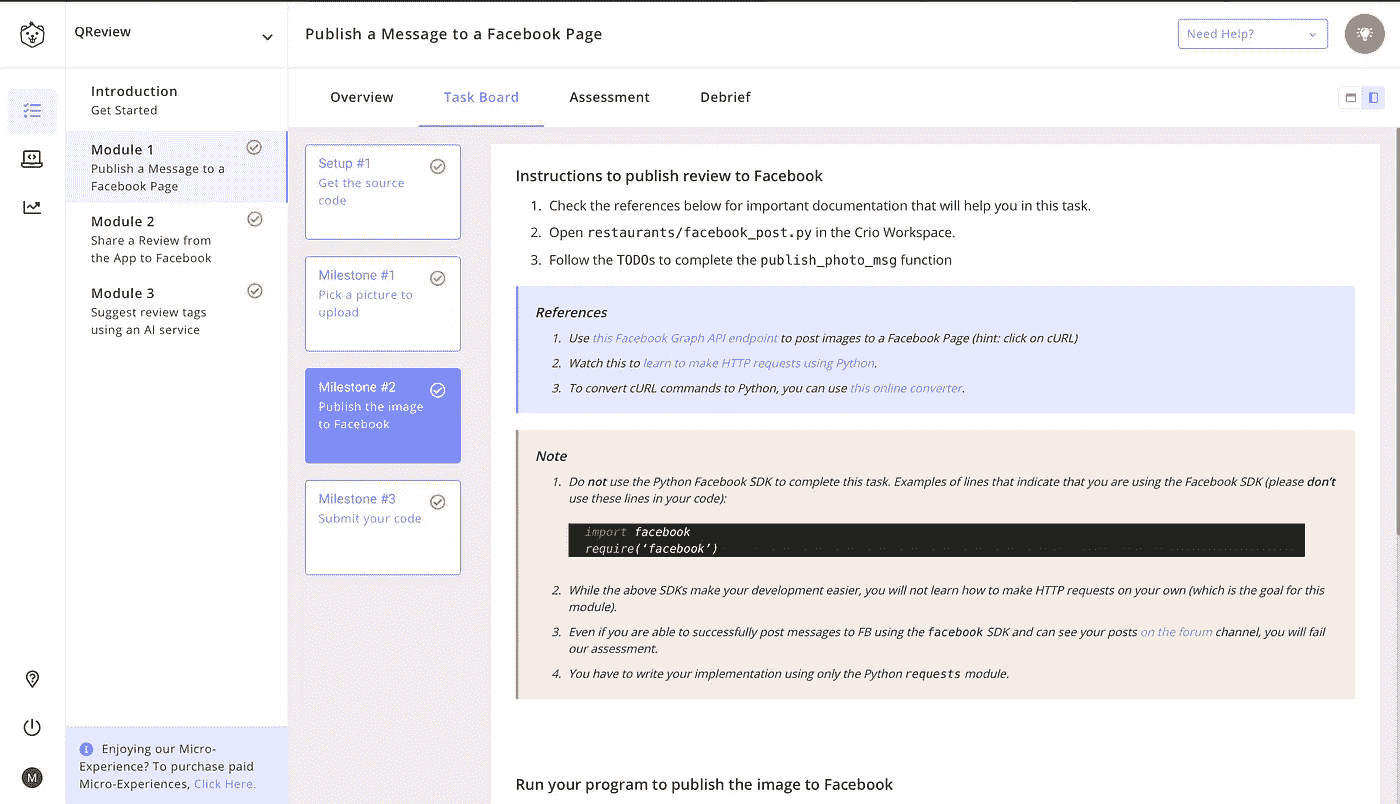 QReview
Publish a Message to a Facebook Page
Need Help?
Introduction
Get Started
Module 1
Publish a Message to a
Facebook Page
Module 2
Share a Review from
the App to Facebook
Module 3
Suggest review tags
using an AI service
Enjoying our Micro-
Experience? To purchase paid
Micro-Experiences, Click Here.
M
Overview
Task Board
Assessment
Debrief
Setup #1
Get the source
code
Milestone #1
Pick a picture to
upload
Milestone #2
Publish the image
to Facebook
Milestone #3
Submit your code
Instructions to publish review to Facebook
1. Check the references below for important documentation that will help you in this task.
2. Open restaurants/facebook_post.py in the Crio Workspace.
3. Follow the TODOs to complete the publish_photo_msg function
References
1. Use this Facebook Graph API endpoint to post images to a Facebook Page (hint: click on cURL)
2. Watch this to learn to make HTTP requests using Python.
3. To convert cURL commands to Python, you can use this online converter.
Note
1. Do not use the Python Facebook SDK to complete this task. Examples of lines that indicate that you are using the Facebook SDK (please don't
use these lines in your code):
import facebook
require(‘facebook’)
2. While the above SDKs make your development easier, you will not learn how to make HTTP requests on your own (which is the goal for this
module).
3. Even if you are able to successfully post messages to FB using the facebook SDK and can see your posts on the forum channel, you will fail
our assessment.
4. You have to write your implementation using only the Python requests module.
Run your program to publish the image to Facebook